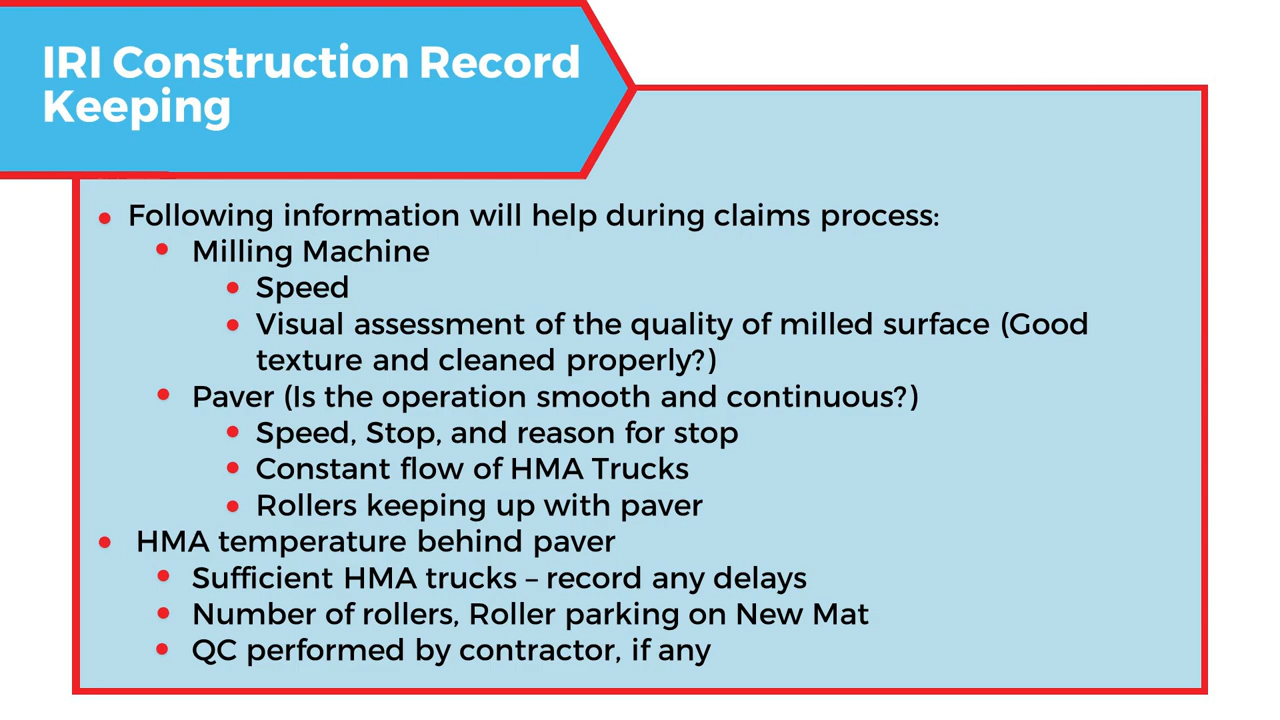 IRI Construction Record
Keeping
• Following information will help during claims process:
• Milling Machine
• Speed
• Visual assessment of the quality of milled surface (Good
texture and cleaned properly?)
• Paver (Is the operation smooth and continuous?)
• Speed, Stop, and reason for stop
• Constant flow of HMA Trucks
• Rollers keeping up with paver
• HMA temperature behind paver
• Sufficient HMA trucks – record any delays
• Number of rollers, Roller parking on New Mat
• QC performed by contractor, if any